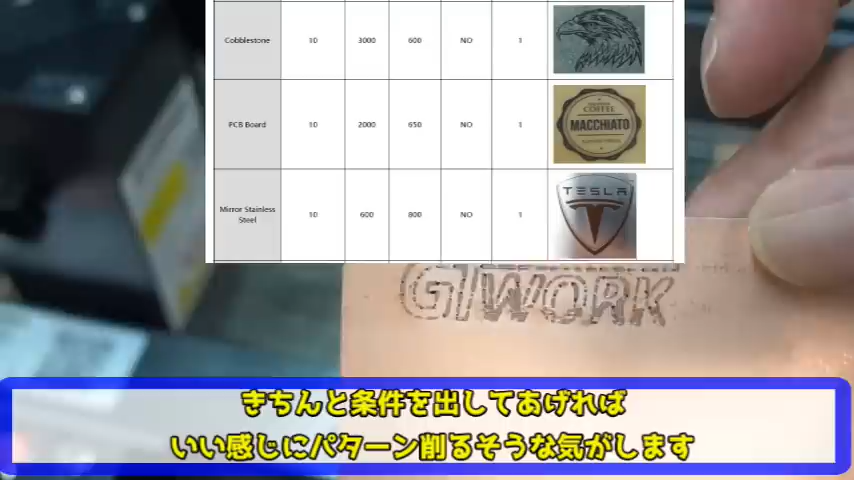 Cobblestone 10 3000 600 NO 1
PCB Board 10 2000 650 NO 1
COFFEE
MACCHIATO
Mirror Stainless
Steel 10 600 800 NO 1
TESLA
WORK
きちんと条件を出してあげれば
いい感じにパターン削るそうな気がします